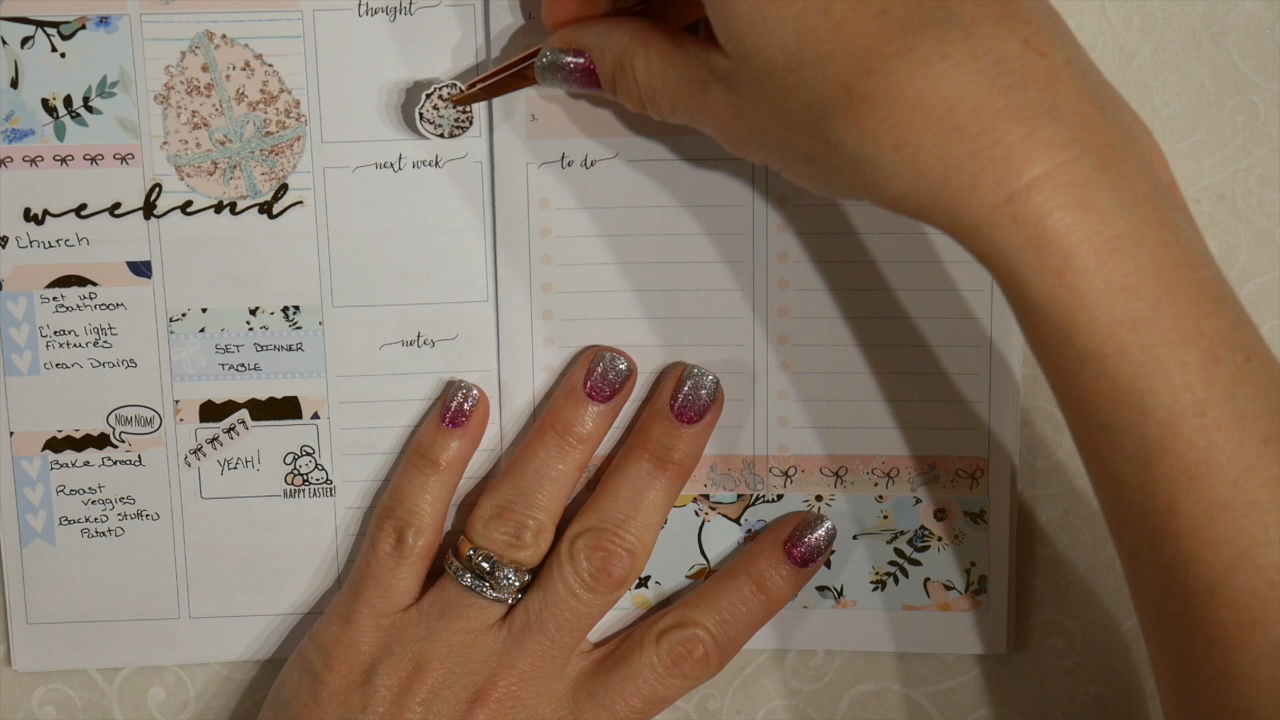 weekend
Church
Set up
Bathroom
Clean light
fixtures
Clean Drains
NOM NOM!
Bake Bread
Roast
veggies
Backed stuffed
Potato
SET DINNER
TABLE
YEAH!
HAPPY EASTER!
thought
next week
notes
1.
3.
to do